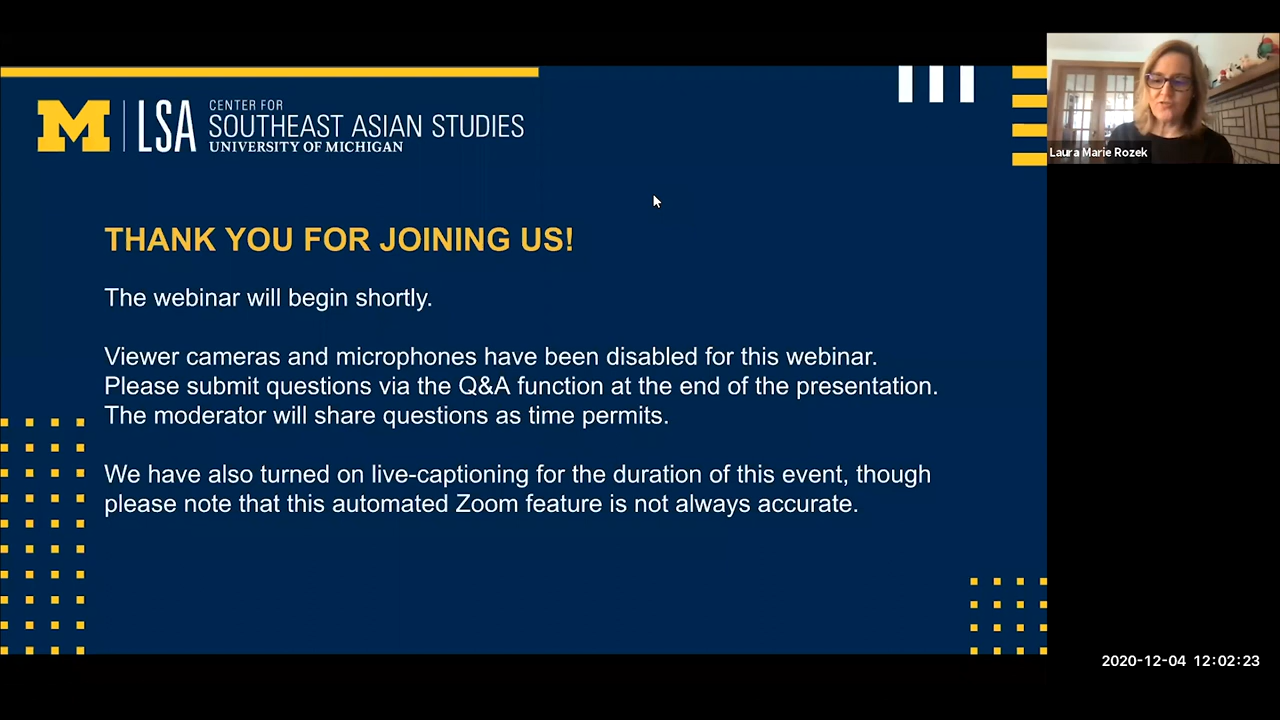 M LSA CENTER FOR
SOUTHEAST ASIAN STUDIES
UNIVERSITY OF MICHIGAN
THANK YOU FOR JOINING US!
The webinar will begin shortly.
Viewer cameras and microphones have been disabled for this webinar.
Please submit questions via the Q&A function at the end of the presentation.
The moderator will share questions as time permits.
We have also turned on live-captioning for the duration of this event, though
please note that this automated Zoom feature is not always accurate.
Laura Marie Rozek
2020-12-04 12:02:23